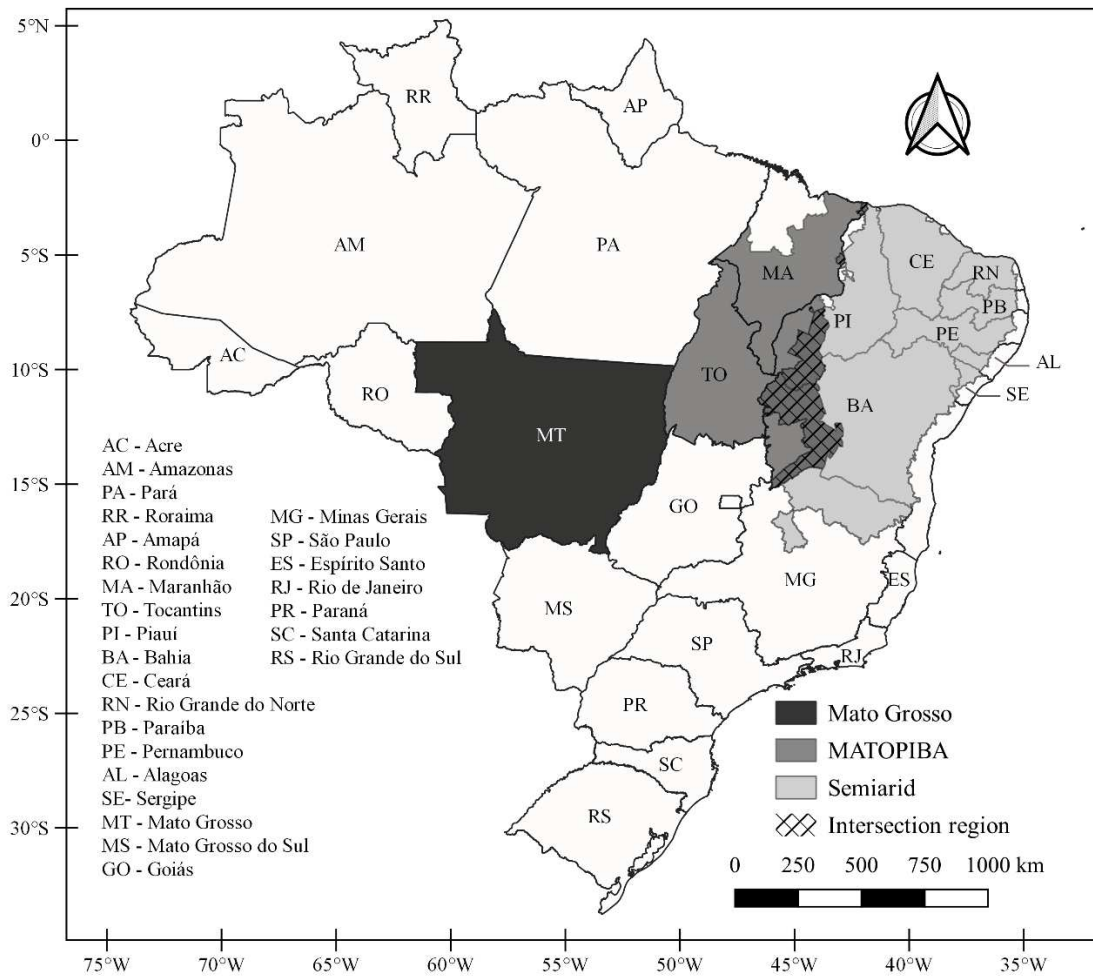 5°N
0°
5°S
10°S
15°S
20°S
25°S
30°S
RR
AP
AM
PA
MA
CE
RN
PB
PI
PE
AC
AL
TO
RO
SE
BA
MT
GO
MG
ES
MS
SP
RJ
PR
SC
RS
AC - Acre
AM - Amazonas
PA - Pará
RR - Roraima
AP - Amapá
RO - Rondônia
MA - Maranhão
TO - Tocantins
PI - Piauí
BA - Bahia
CE - Ceará
RN - Rio Grande do Norte
PB - Paraíba
PE - Pernambuco
AL - Alagoas
SE- Sergipe
MT - Mato Grosso
MS - Mato Grosso do Sul
GO - Goiás
MG - Minas Gerais
SP - São Paulo
ES - Espírito Santo
RJ - Rio de Janeiro
PR - Paraná
SC - Santa Catarina
RS - Rio Grande do Sul
Mato Grosso
MATOPIBA
Semiarid
Intersection region
0 250 500 750 1000 km
75°W 70°W 65°W 60°W 55°W 50°W 45°W 40°W 35°W